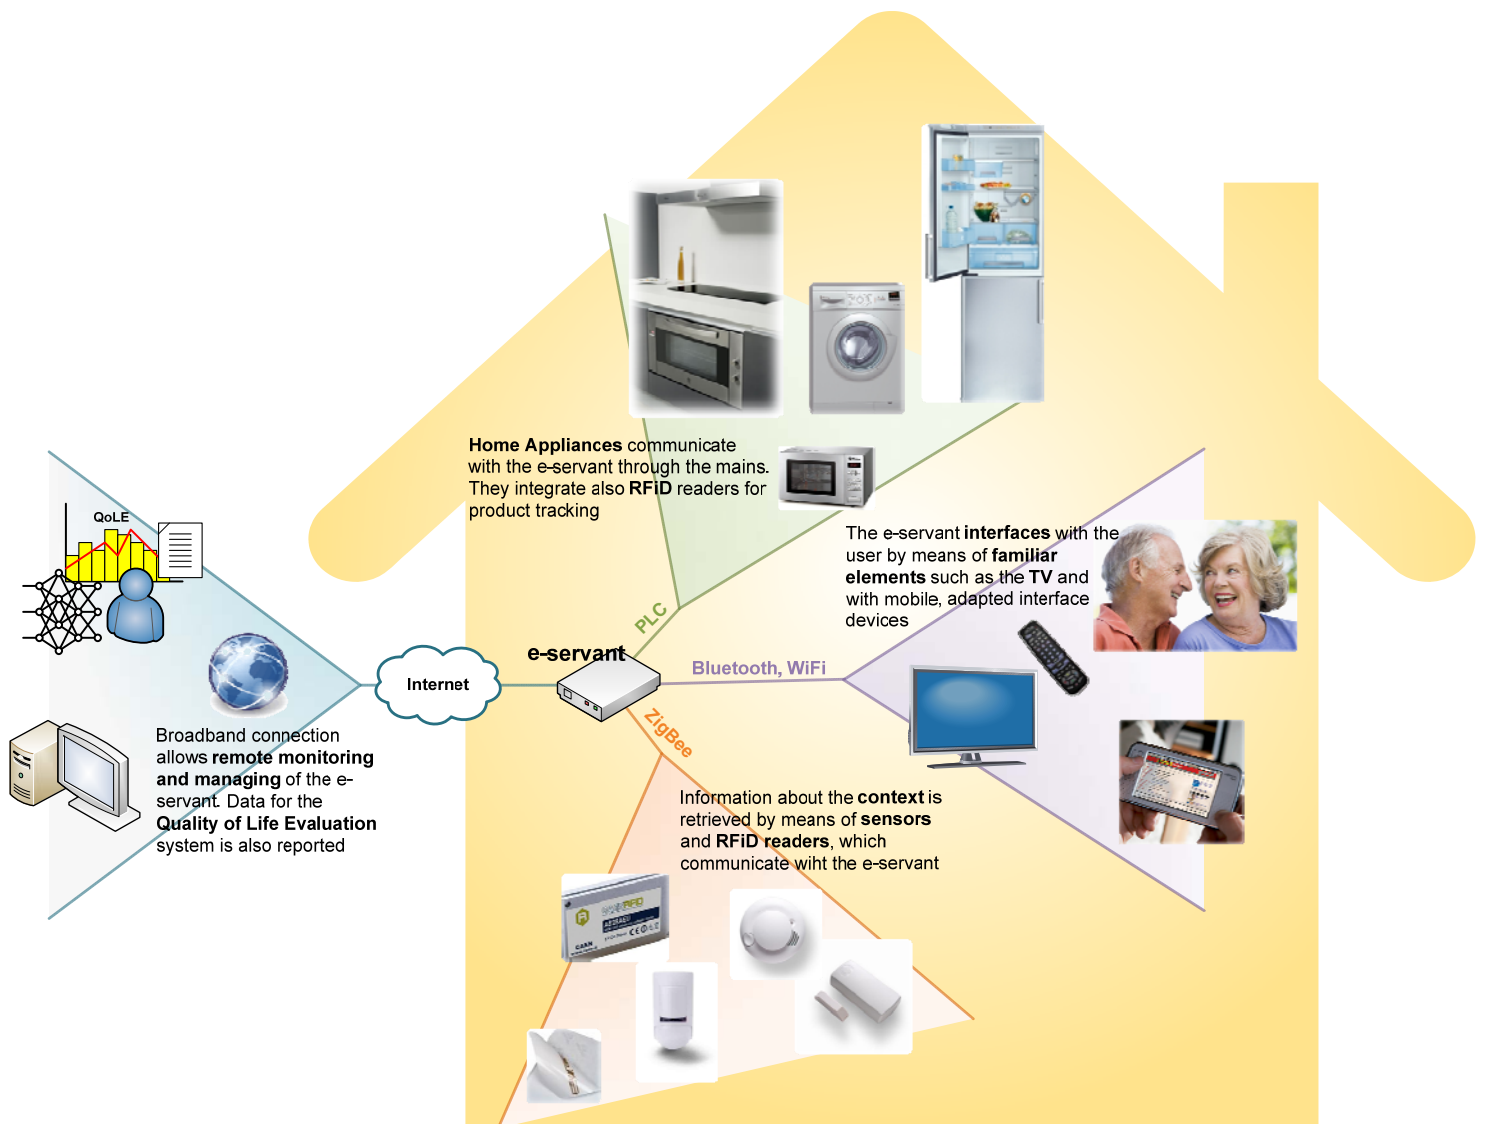 Home Appliances communicate
with the e-servant through the mains.
They integrate also RFiD readers for
product tracking
QoLE
The e-servant interfaces with the
user by means of familiar
elements such as the TV and
with mobile, adapted interface
devices
PLC
e-servant
Bluetooth, WiFi
Internet
ZigBee
Broadband connection
allows remote monitoring
and managing of the e-
servant. Data for the
Quality of Life Evaluation
system is also reported
Information about the context is
retrieved by means of sensors
and RFiD readers, which
communicate wiht the e-servant